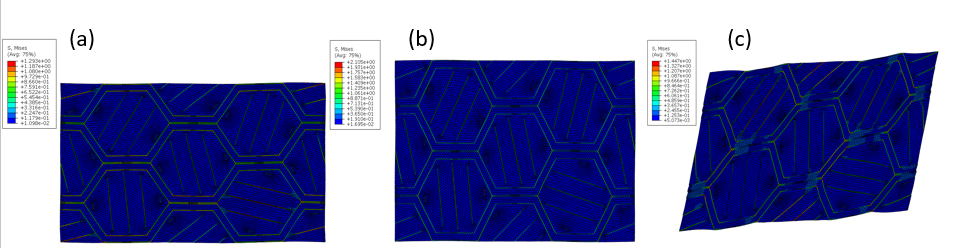 (a)
S, Mises
(Avg: 75%)
+1.293e+00
+1.187e+00
+1.080e+00
+9.729e-01
+8.660e-01
+7.591e-01
+6.522e-01
+5.454e-01
+4.385e-01
+3.316e-01
+2.247e-01
+1.179e-01
+1.098e-02
(b)
S, Mises
(Avg: 75%)
+2.105e+00
+1.931e+00
+1.757e+00
+1.583e+00
+1.409e+00
+1.235e+00
+1.061e+00
+8.871e-01
+7.131e-01
+5.390e-01
+3.650e-01
+1.910e-01
+1.695e-02
(c)
S, Mises
(Avg: 75%)
+1.447e+00
+1.327e+00
+1.207e+00
+1.087e+00
+9.666e-01
+8.464e-01
+7.262e-01
+6.061e-01
+4.859e-01
+3.657e-01
+2.455e-01
+1.253e-01
+5.073e-03